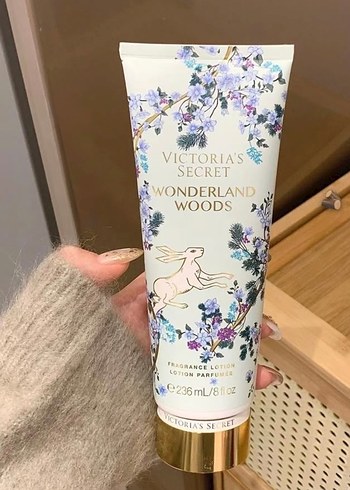 VICTORIA'S
SECRET
WONDERLAND
WOODS
FRAGRANCE LOTION
LOTION PARFUMÉE
℮ 236 mL/8 fl oz
VICTORIA'S SECRET